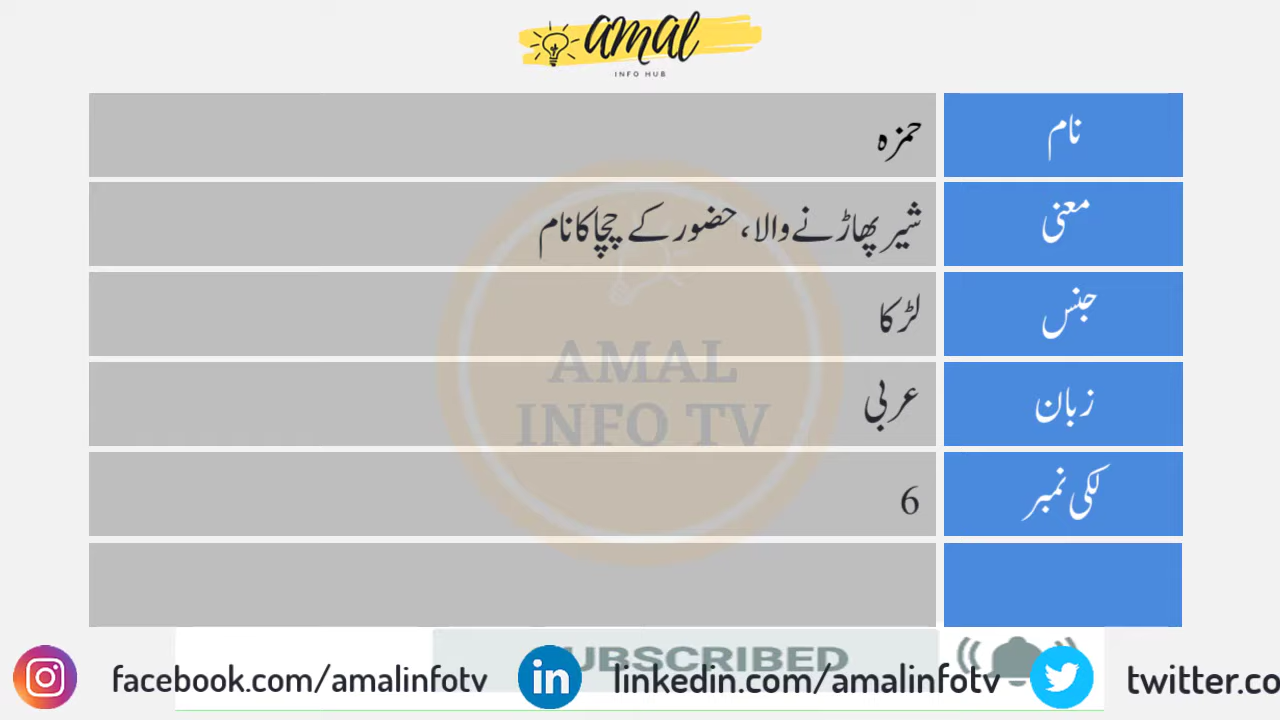 amal
INFO HUB
نام
حمزہ
معنی
شیر پھاڑنے والا، حضور کے چچا کا نام
جنس
لڑکا
زبان
عربی
لکی نمبر
6
AMAL
INFO TV
SUBSCRIBED
facebook.com/amalinfotv
linkedin.com/amalinfotv
twitter.co